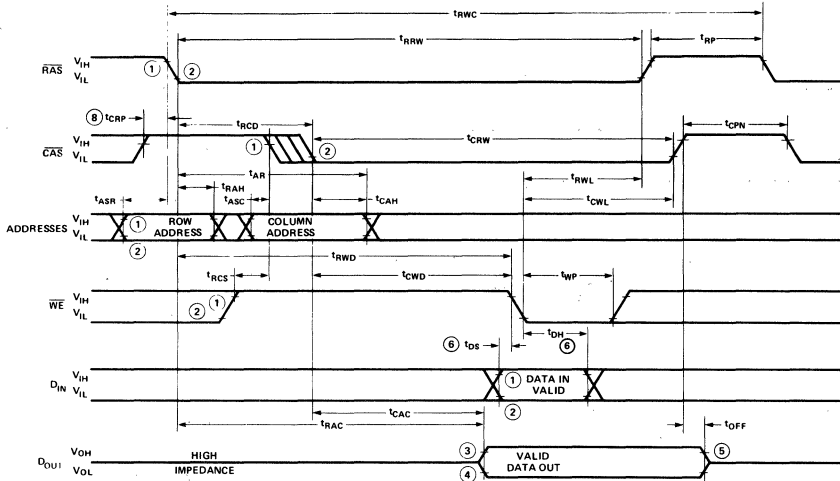 tRWC
tRRW
tRP
RAS VIH VIL ① ②
⑧ tCRP
tRCD
tCRW
tCPN
CAS VIH VIL ① ②
tAR
tRWL
tASR
tRAH
tASC
tCAH
tCWL
ADDRESSES VIH VIL ① ② ROW ADDRESS COLUMN ADDRESS
tRWD
tRCS
tCWD
tWP
WE VIH VIL ① ②
tDH
⑥ tDS ⑥
DIN VIH VIL ① ② DATA IN VALID
tCAC
tRAC
tOFF
DOUT VOH VOL HIGH IMPEDANCE ③ ④ VALID DATA OUT ⑤